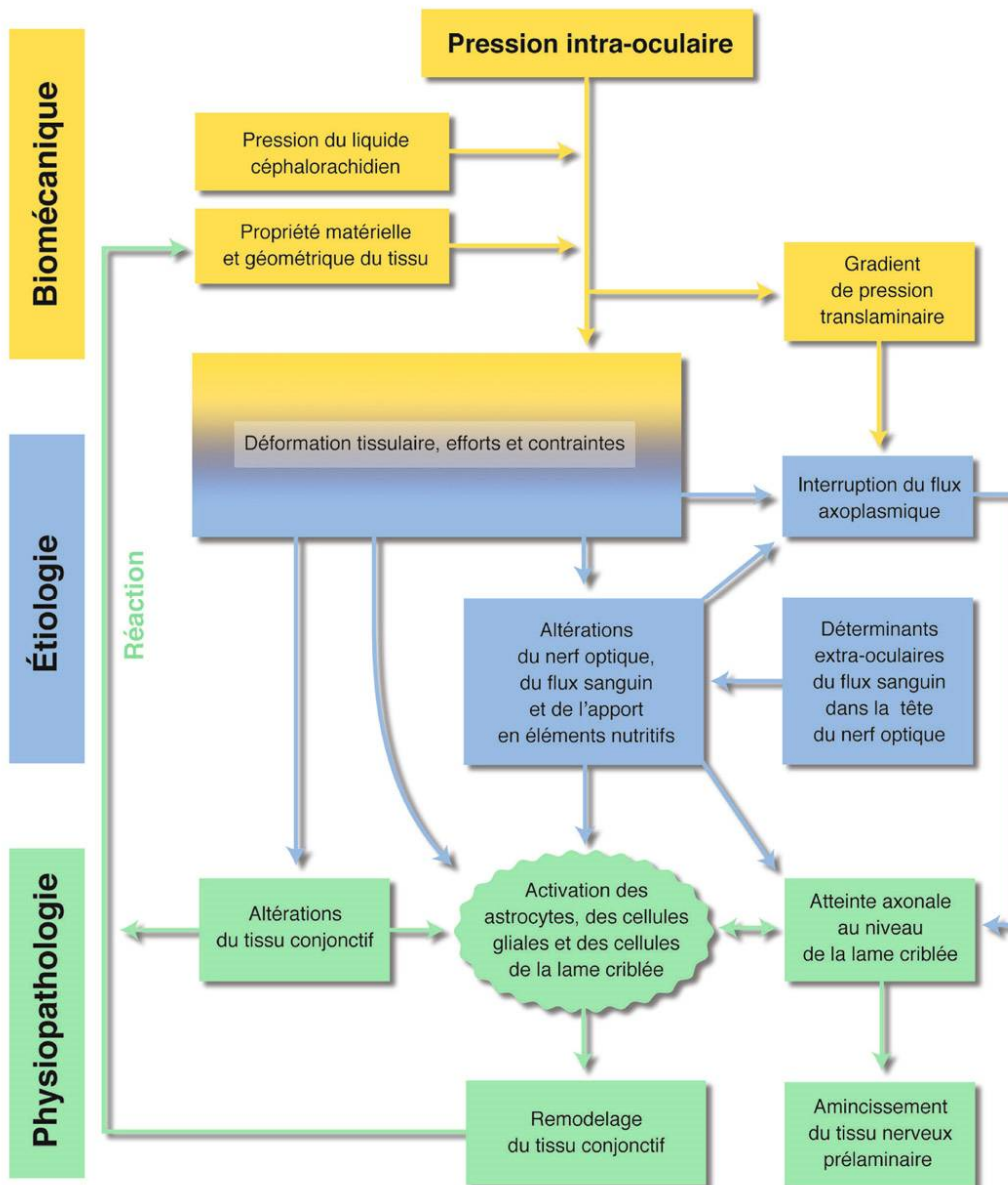 Biomécanique
Étiologie
Physiopathologie
Réaction
Pression intra-oculaire
Pression du liquide
céphalorachidien
Propriété matérielle
et géométrique du tissu
Gradient
de pression
translaminaire
Déformation tissulaire, efforts et contraintes
Interruption du flux
axoplasmique
Altérations
du nerf optique,
du flux sanguin
et de l'apport
en éléments nutritifs
Déterminants
extra-oculaires
du flux sanguin
dans la tête
du nerf optique
Altérations
du tissu conjonctif
Activation des
astrocytes, des cellules
gliales et des cellules
de la lame criblée
Atteinte axonale
au niveau
de la lame criblée
Remodelage
du tissu conjonctif
Amincissement
du tissu nerveux
prélaminaire